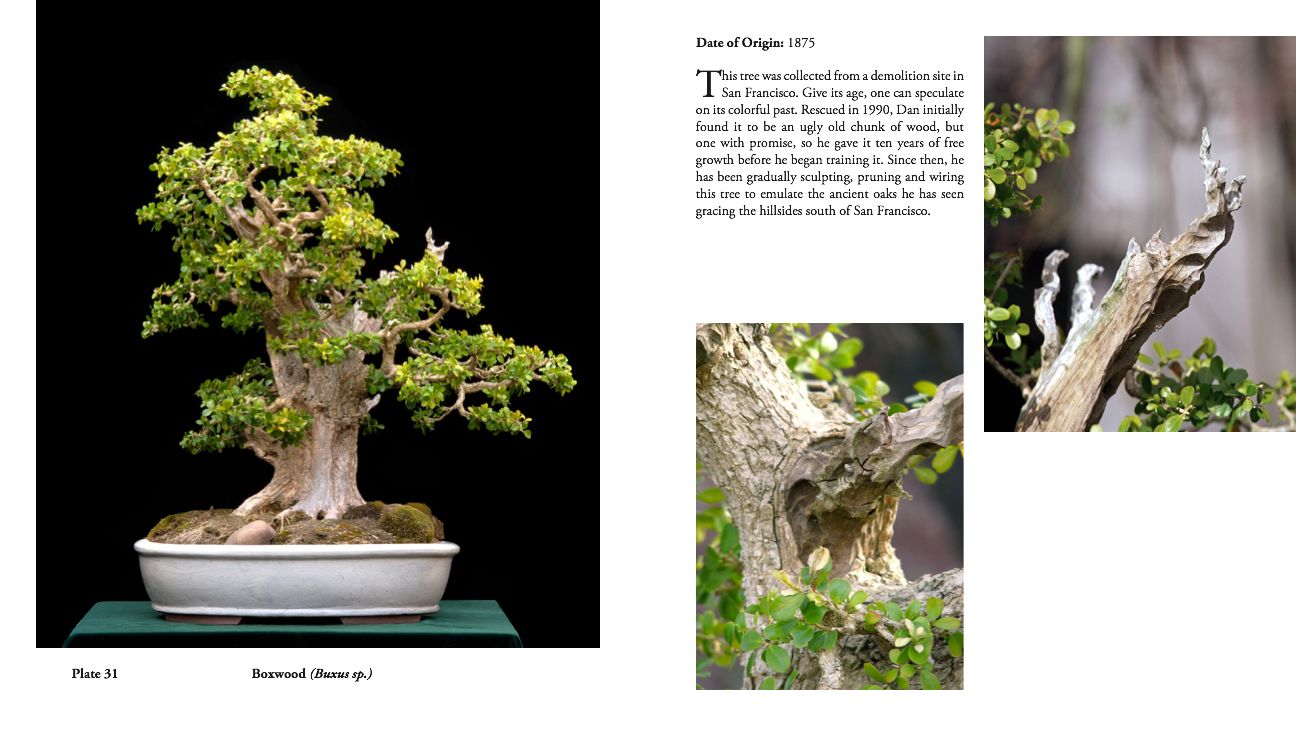 Date of Origin: 1875
This tree was collected from a demolition site in
San Francisco. Give its age, one can speculate
on its colorful past. Rescued in 1990, Dan initially
found it to be an ugly old chunk of wood, but
one with promise, so he gave it ten years of free
growth before he began training it. Since then, he
has been gradually sculpting, pruning and wiring
this tree to emulate the ancient oaks he has seen
gracing the hillsides south of San Francisco.
Plate 31
Boxwood (Buxus sp.)